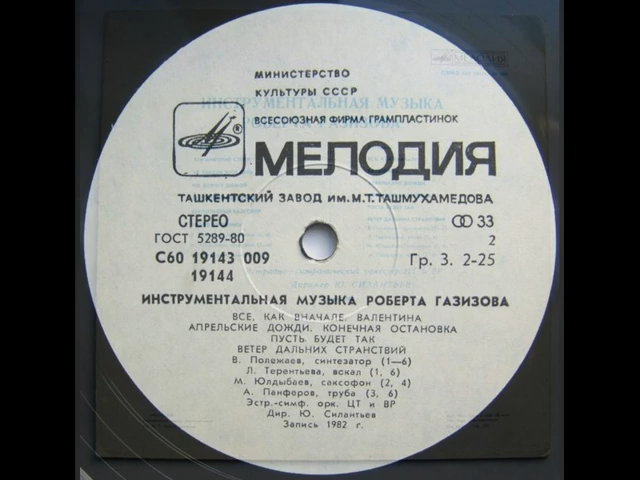 МИНИСТЕРСТВО
КУЛЬТУРЫ СССР
ВСЕСОЮЗНАЯ ФИРМА ГРАМПЛАСТИНОК
МЕЛОДИЯ
ТАШКЕНТСКИЙ ЗАВОД ИМ. М.Т. ТАШМУХАМЕДОВА
СТЕРЕО 33
ГОСТ 5289-80 2
С60 19143 009 Гр. 3. 2-25
19144
ИНСТРУМЕНТАЛЬНАЯ МУЗЫКА РОБЕРТА ГАЗИЗОВА
ВСЕ, КАК ВНАЧАЛЕ. ВАЛЕНТИНА
АПРЕЛЬСКИЕ ДОЖДИ. КОНЕЧНАЯ ОСТАНОВКА
ПУСТЬ БУДЕТ ТАК
ВЕТЕР ДАЛЬНИХ СТРАНСТВИЙ
В. Полежаев, синтезатор (1—6)
Л. Терентьева, вокал (1, 6)
М. Юлдыбаев, саксофон (2, 4)
А. Панферов, труба (3, 6)
Эстр.-симф. орк. ЦТ и ВР
Дир. Ю. Силантьев
Запись 1982 г.